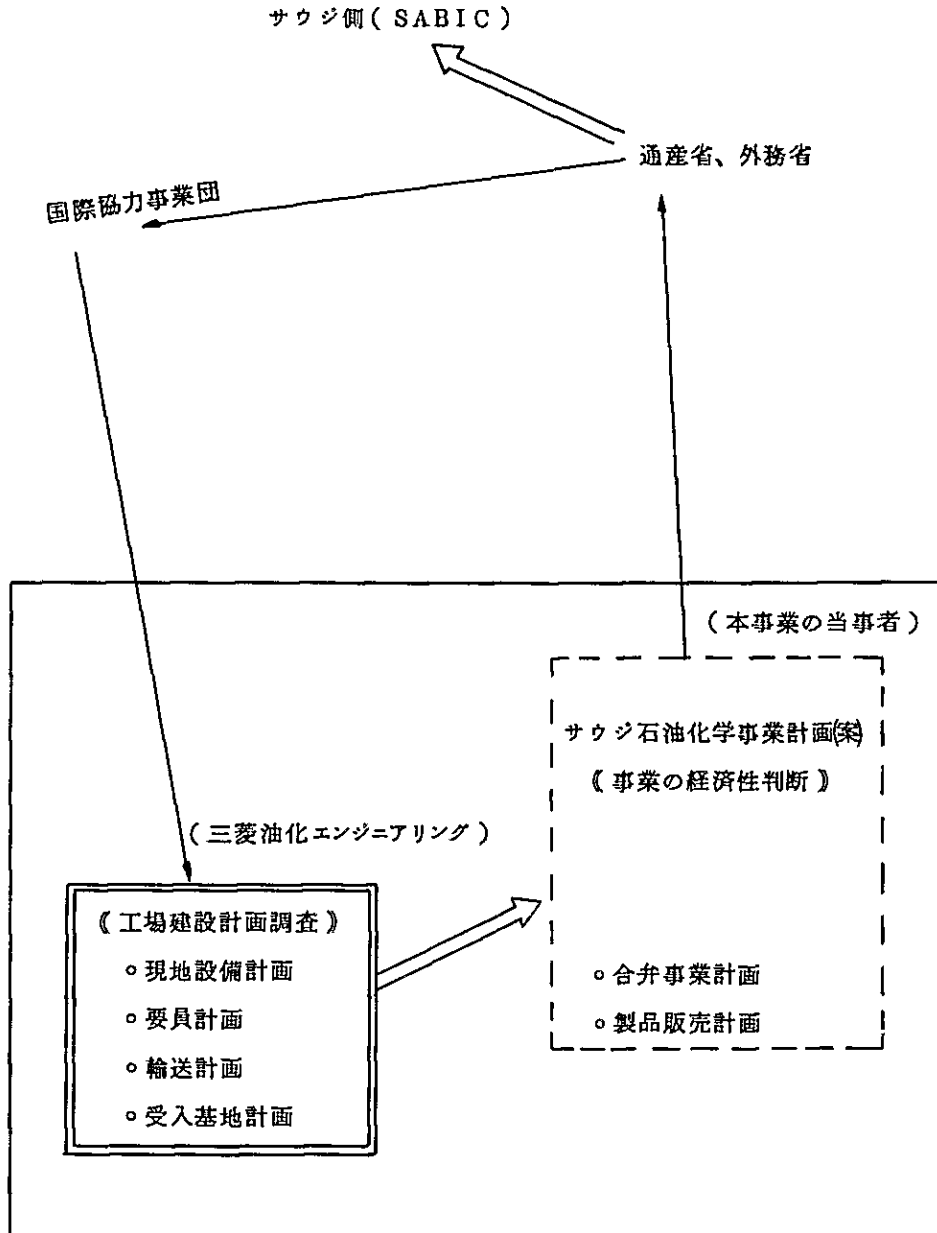 サウジ側(SABIC)
通産省、外務省
国際協力事業団
(本事業の当事者)
サウジ石油化学事業計画(案)
《事業の経済性判断》
(三菱油化エンジニアリング)
《工場建設計画調査》
○現地設備計画
○要員計画
○輸送計画
○受入基地計画
○合弁事業計画
○製品販売計画